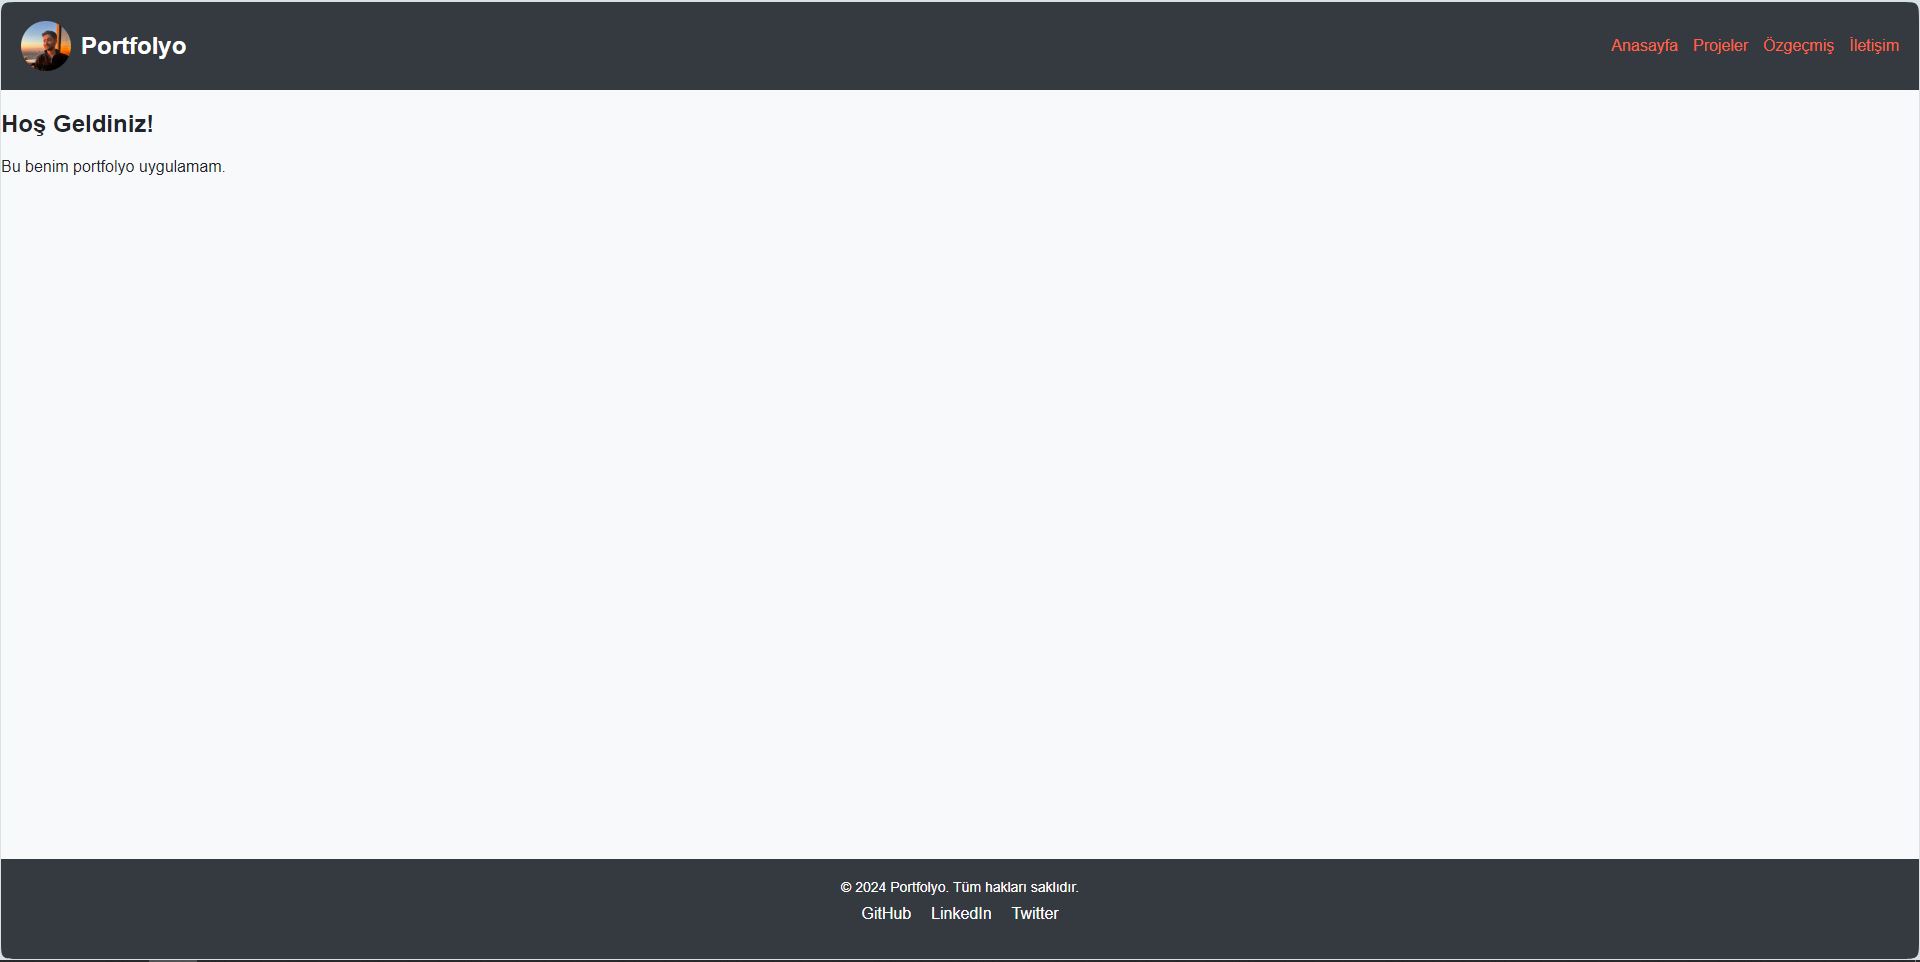 Portfolyo
Anasayfa Projeler Özgeçmiş İletişim
Hoş Geldiniz!
Bu benim portfolyo uygulamam.
© 2024 Portfolyo. Tüm hakları saklıdır.
GitHub LinkedIn Twitter